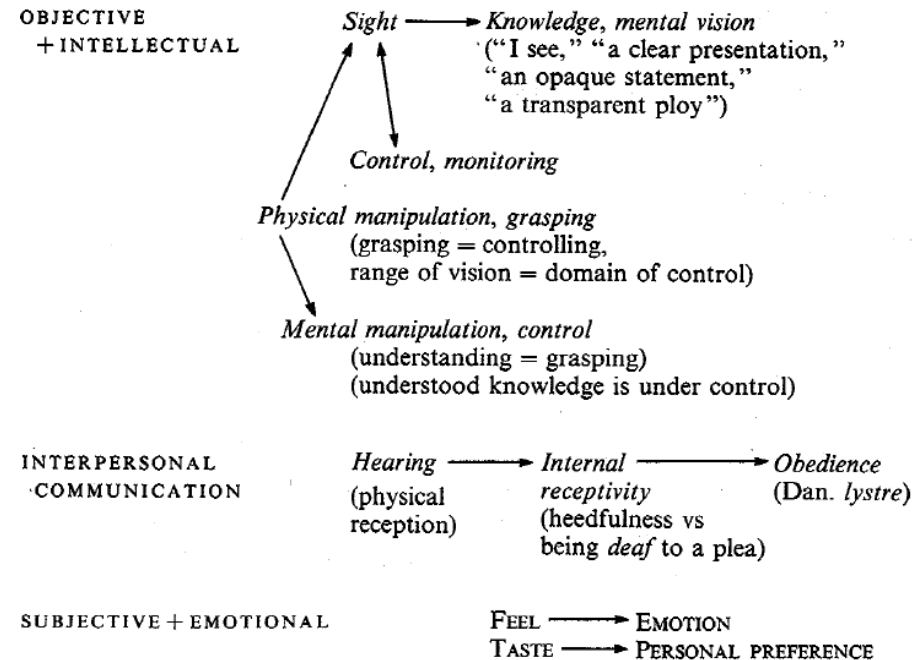 OBJECTIVE
+ INTELLECTUAL
Sight
Knowledge, mental vision
("I see," "a clear presentation,"
"an opaque statement,"
"a transparent ploy")
Control, monitoring
Physical manipulation, grasping
(grasping = controlling,
range of vision = domain of control)
Mental manipulation, control
(understanding = grasping)
(understood knowledge is under control)
INTERPERSONAL
COMMUNICATION
Hearing
(physical
reception)
Internal
receptivity
(heedfulness vs
being deaf to a plea)
Obedience
(Dan. lystre)
SUBJECTIVE + EMOTIONAL
FEEL
EMOTION
TASTE
PERSONAL PREFERENCE